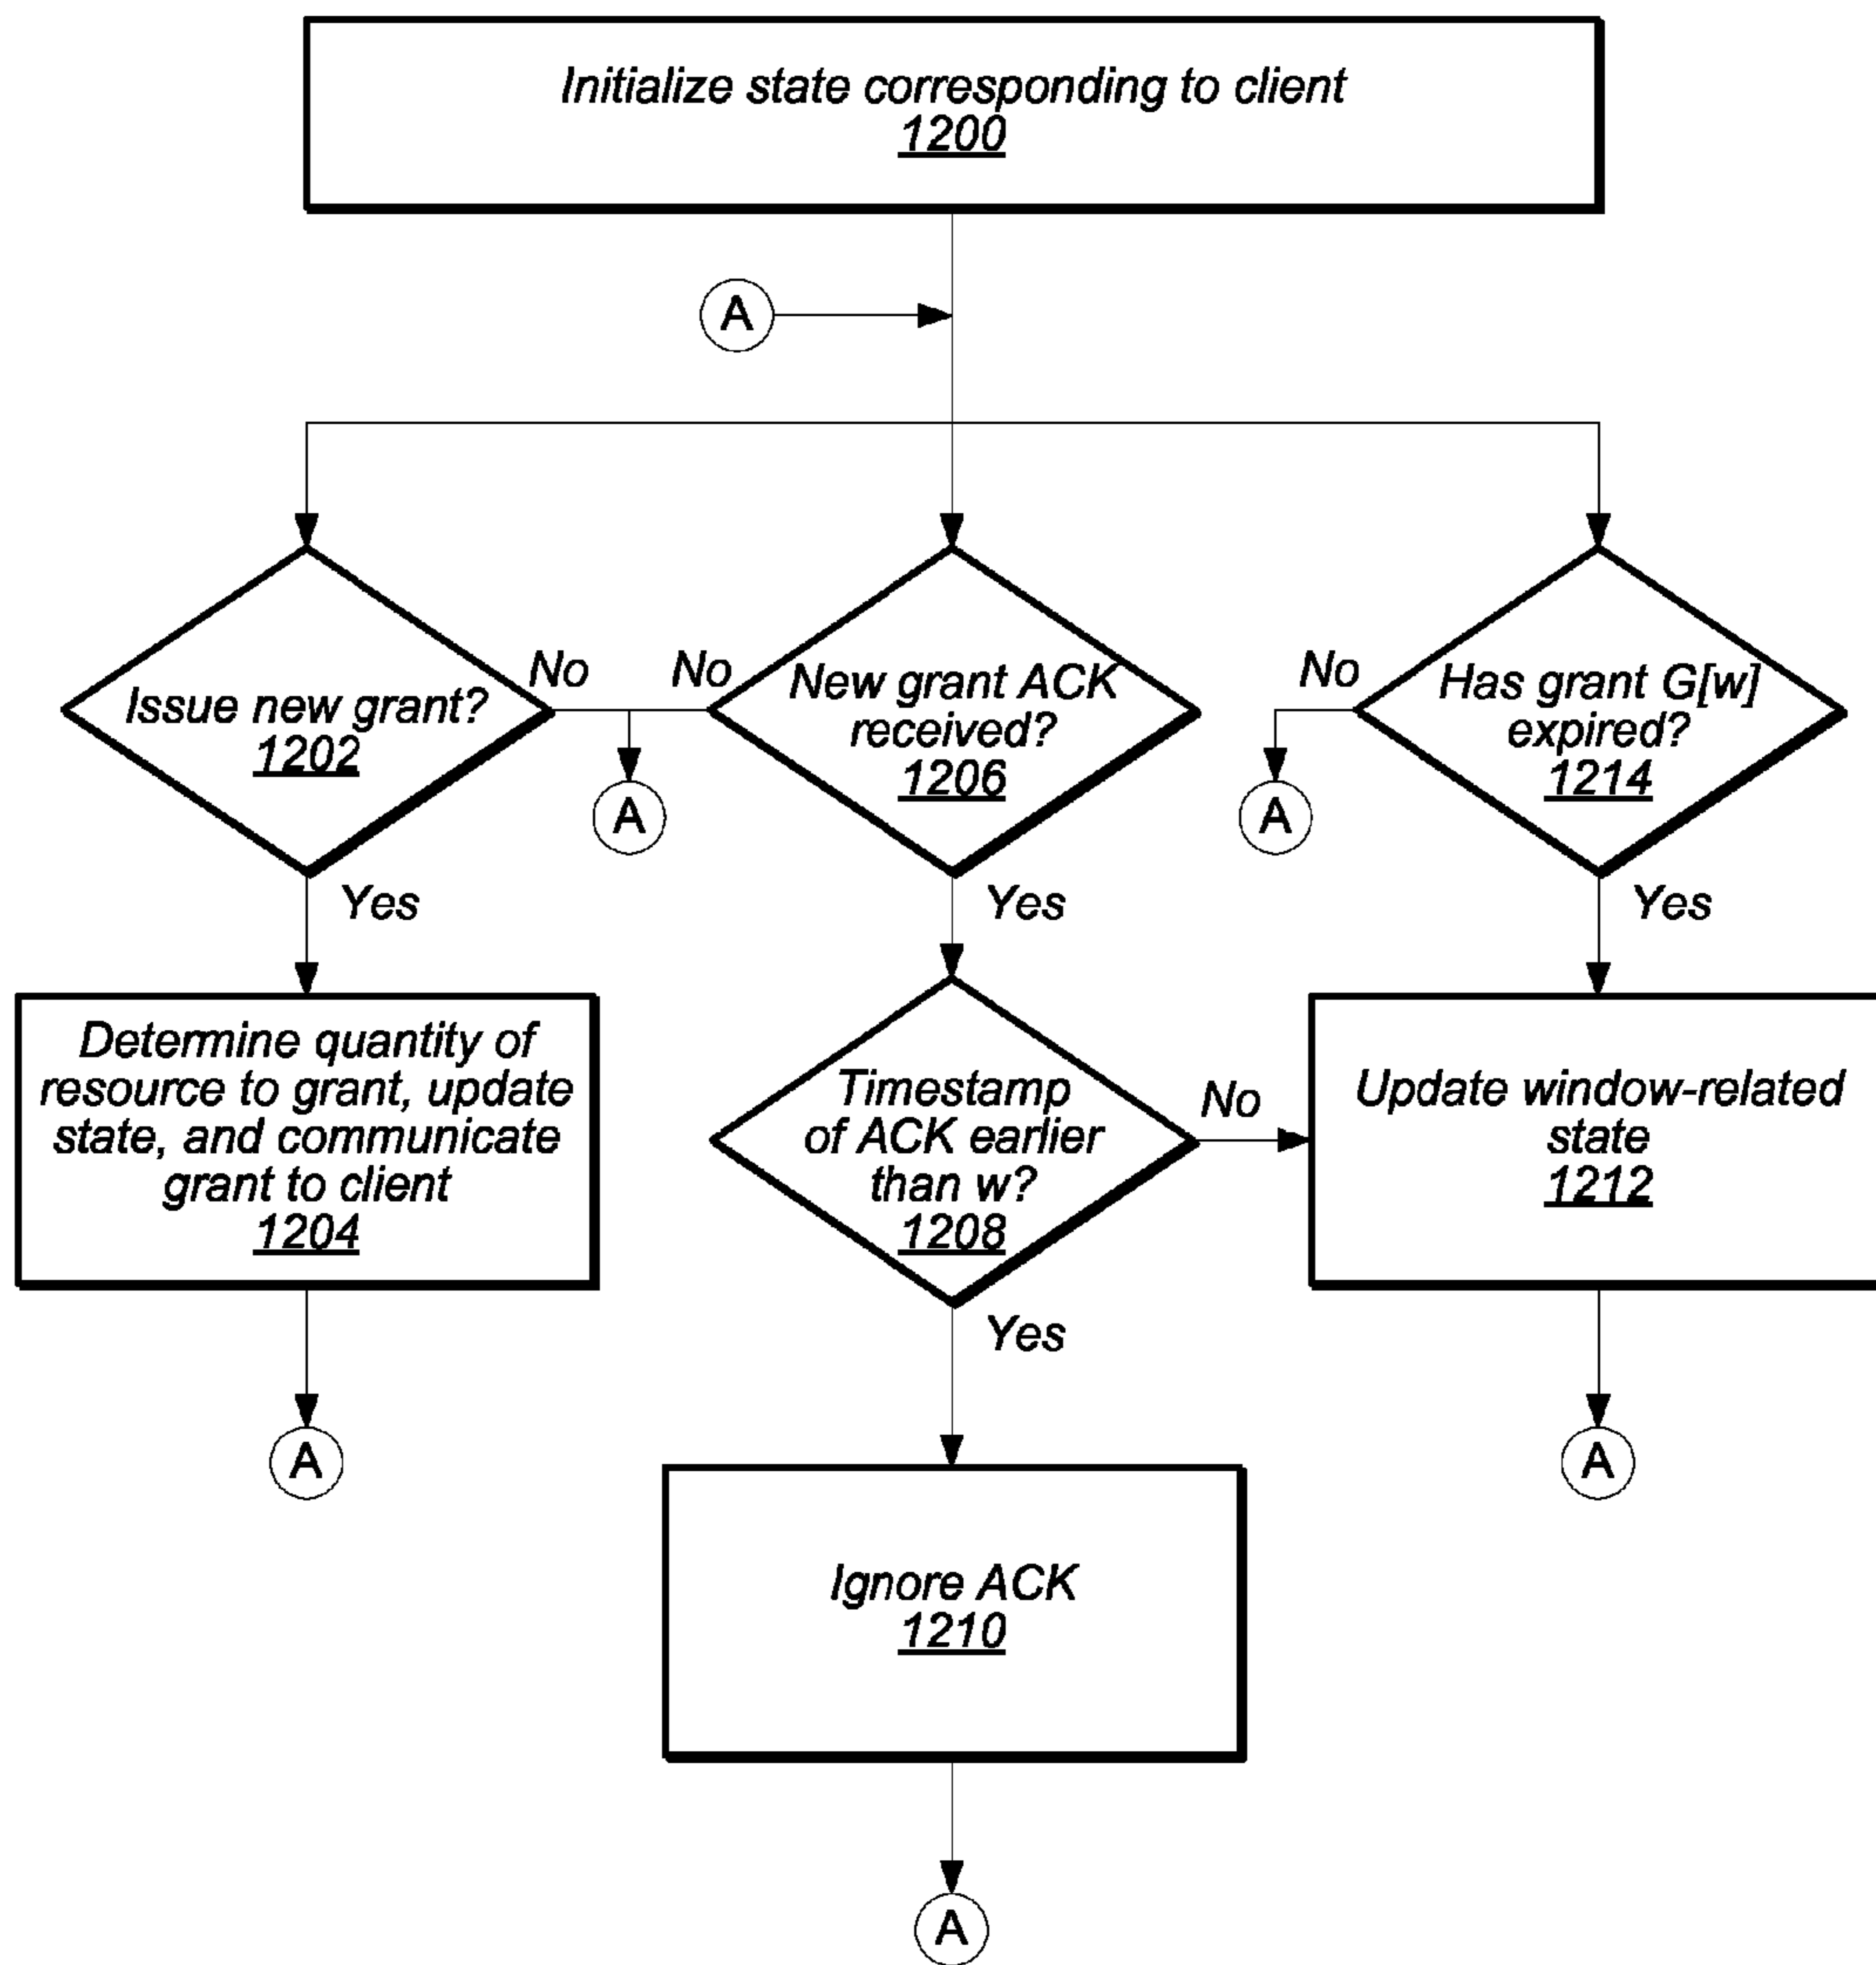 Initialize state corresponding to client
1200
A
Issue new grant?
1202
No
No
New grant ACK
received?
1206
No
Has grant G[w]
expired?
1214
A
A
Yes
Yes
Yes
Determine quantity of
resource to grant, update
state, and communicate
grant to client
1204
Timestamp
of ACK earlier
than w?
1208
No
Update window-related
state
1212
Yes
A
A
Ignore ACK
1210
A